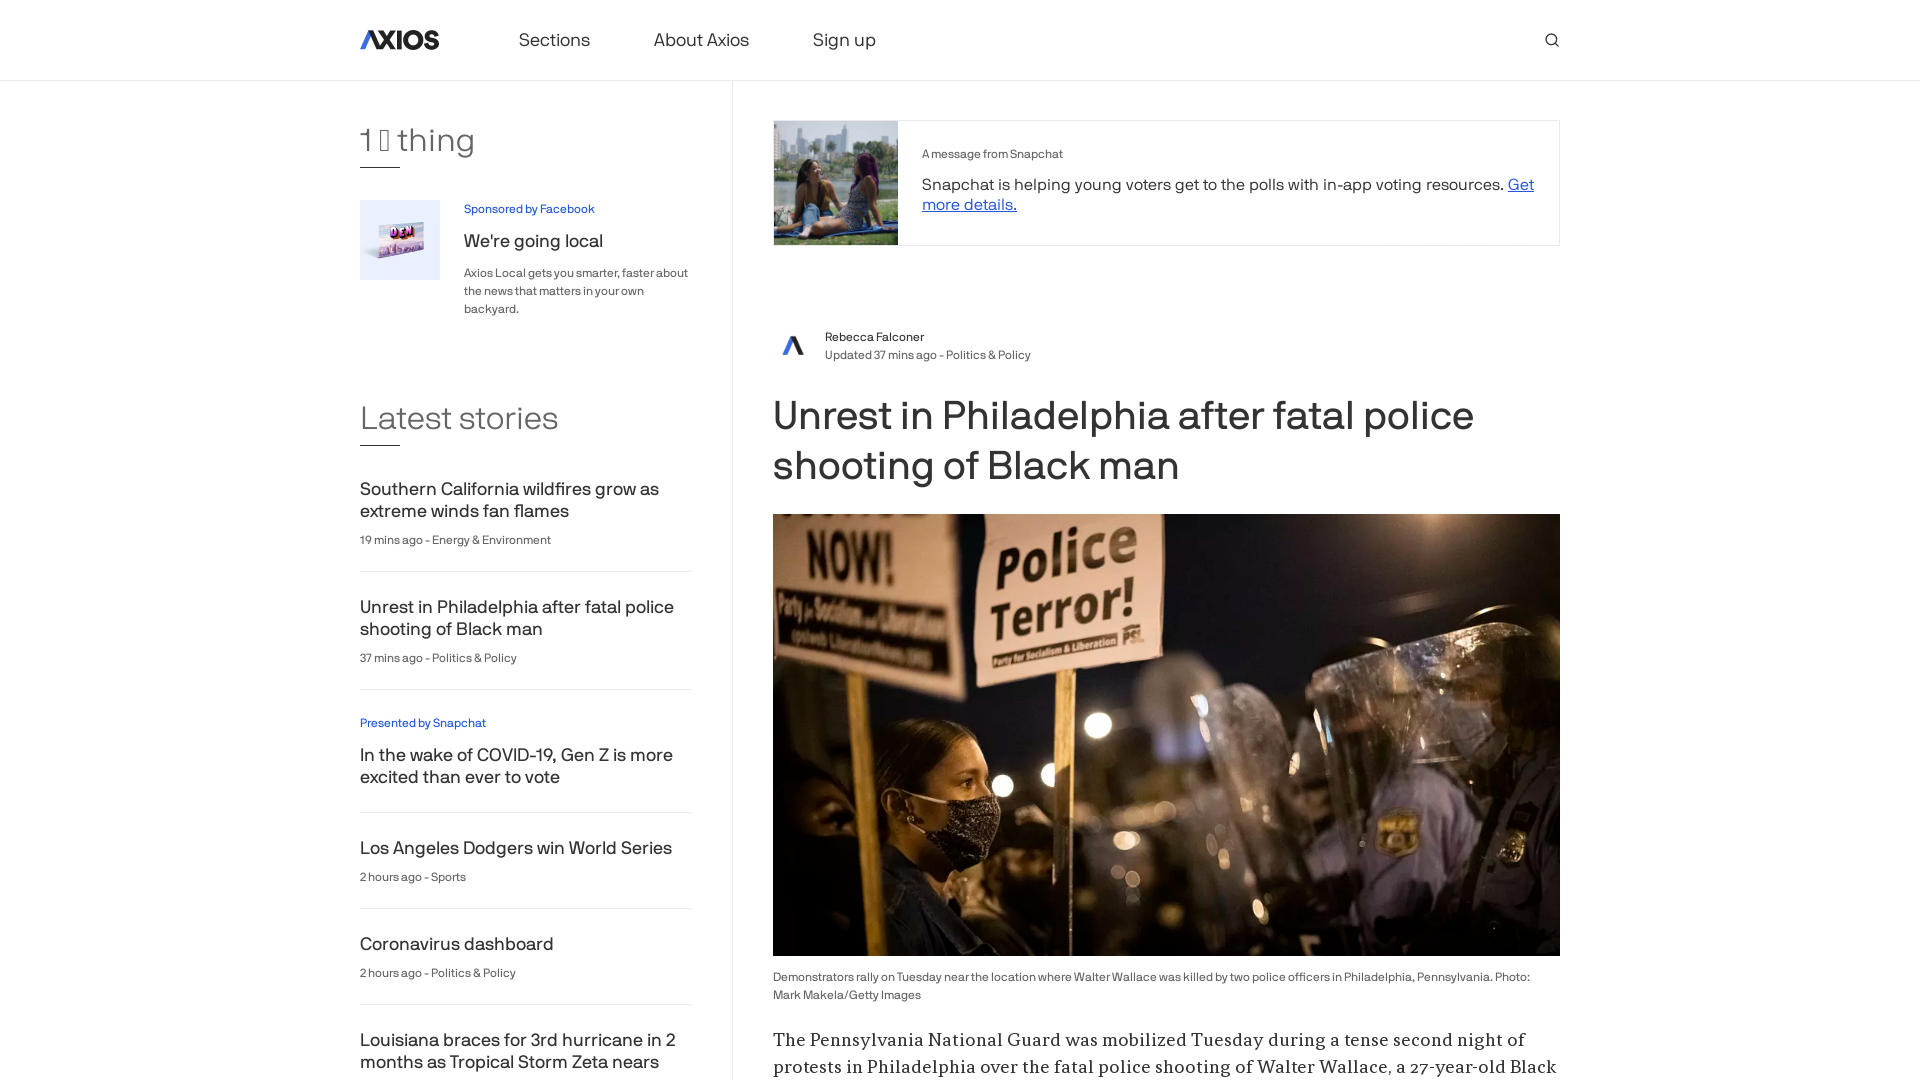 AXIOS
Sections
About Axios
Sign up
1 thing
Sponsored by Facebook
We're going local
Axios Local gets you smarter, faster about
the news that matters in your own
backyard.
Latest stories
Southern California wildfires grow as
extreme winds fan flames
19 mins ago - Energy & Environment
Unrest in Philadelphia after fatal police
shooting of Black man
37 mins ago - Politics & Policy
Presented by Snapchat
In the wake of COVID-19, Gen Z is more
excited than ever to vote
Los Angeles Dodgers win World Series
2 hours ago - Sports
Coronavirus dashboard
2 hours ago - Politics & Policy
Louisiana braces for 3rd hurricane in 2
months as Tropical Storm Zeta nears
A message from Snapchat
Snapchat is helping young voters get to the polls with in-app voting resources. Get
more details.
Rebecca Falconer
Updated 37 mins ago - Politics & Policy
Unrest in Philadelphia after fatal police
shooting of Black man
NOW!
Party for Socialism and Liberation
Police
Terror!
Party for Socialism & Liberation PSL
Demonstrators rally on Tuesday near the location where Walter Wallace was killed by two police officers in Philadelphia, Pennsylvania. Photo:
Mark Makela/Getty Images
The Pennsylvania National Guard was mobilized Tuesday during a tense second night of
protests in Philadelphia over the fatal police shooting of Walter Wallace, a 27-year-old Black